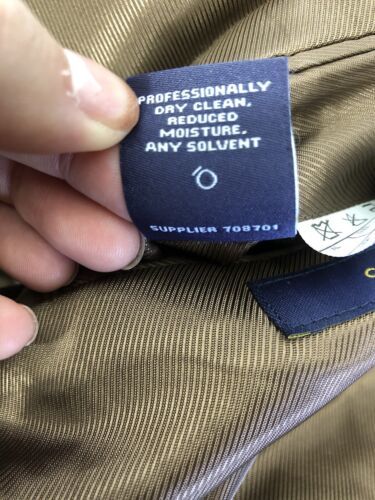 PROFESSIONALLY
DRY CLEAN,
REDUCED
MOISTURE,
ANY SOLVENT
SUPPLIER 708701